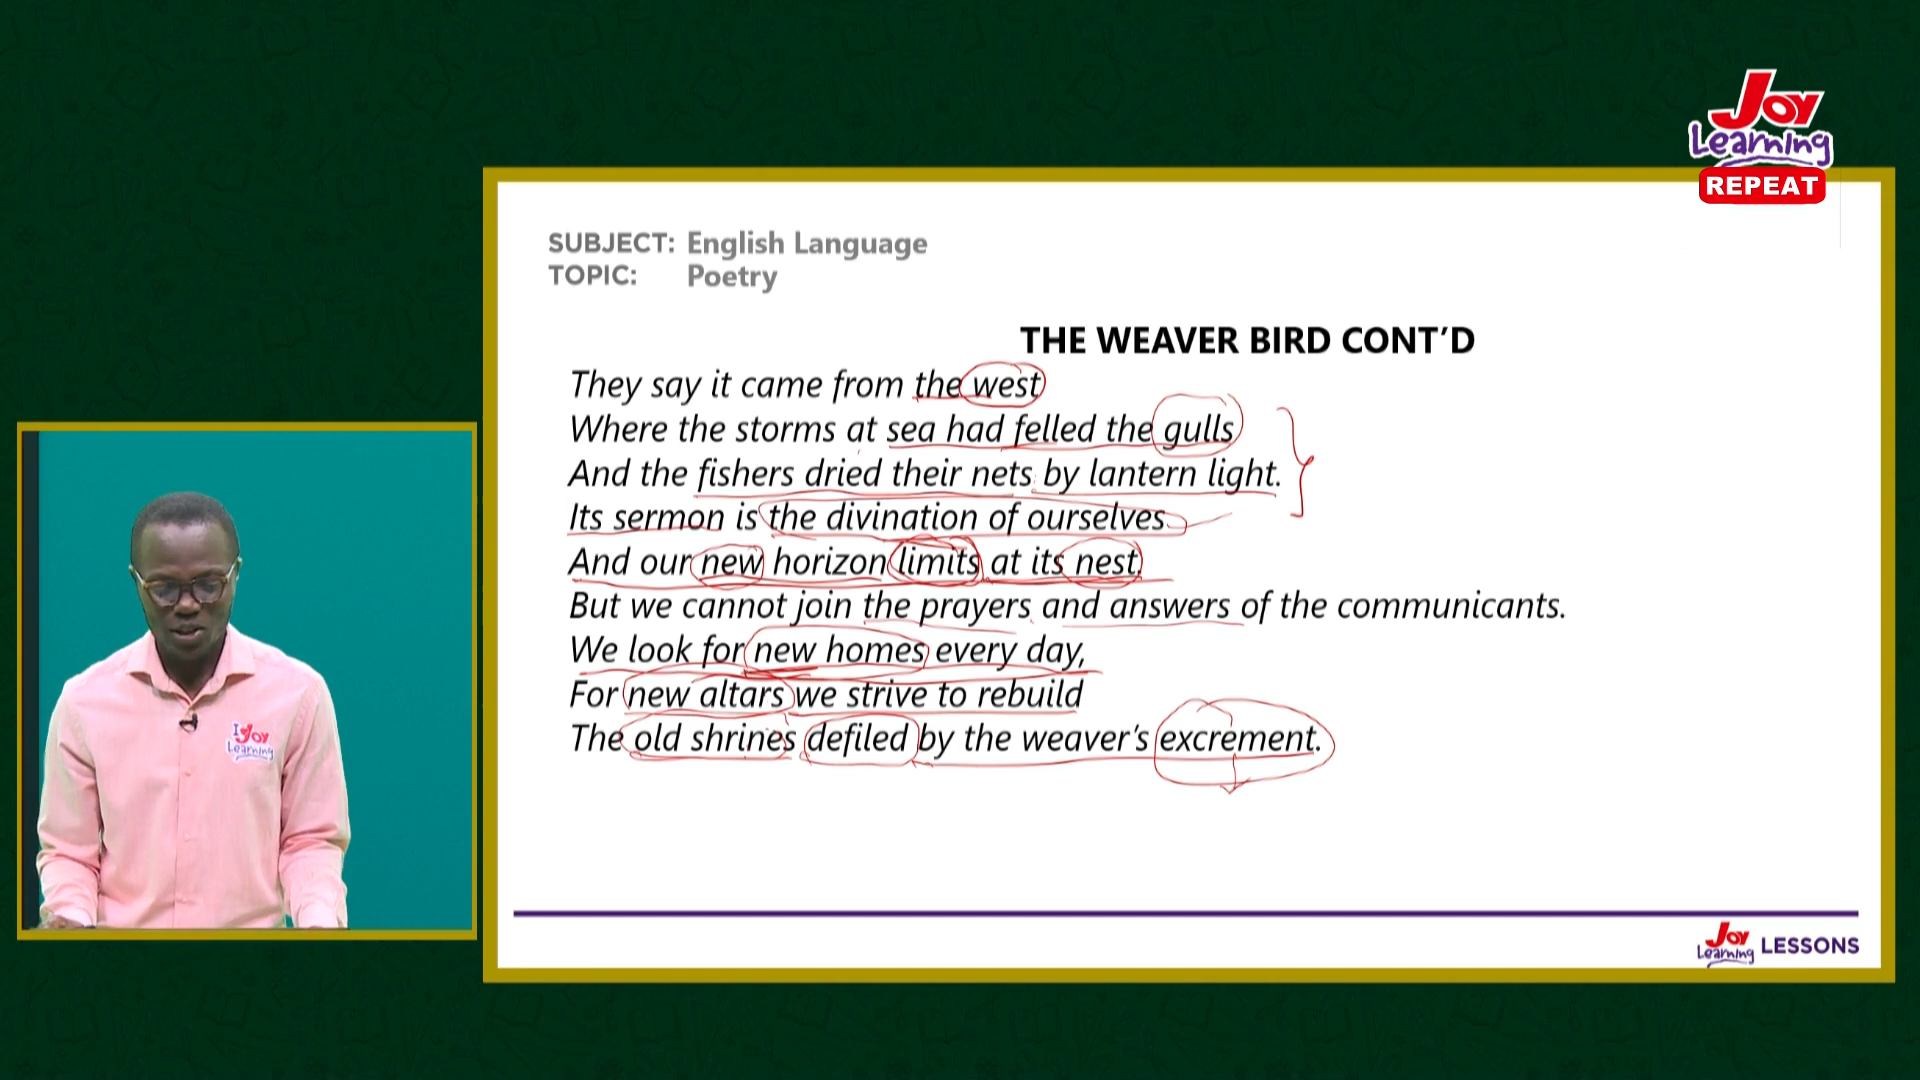 Joy
Learning
REPEAT
SUBJECT: English Language
TOPIC: Poetry
THE WEAVER BIRD CONT'D
They say it came from the west
Where the storms at sea had felled the gulls
And the fishers dried their nets by lantern light.
Its sermon is the divination of ourselves
And our new horizon limits at its nest.
But we cannot join the prayers and answers of the communicants.
We look for new homes every day,
For new altars we strive to rebuild
The old shrines defiled by the weaver's excrement.
I Joy
Learning
Joy
Learning LESSONS